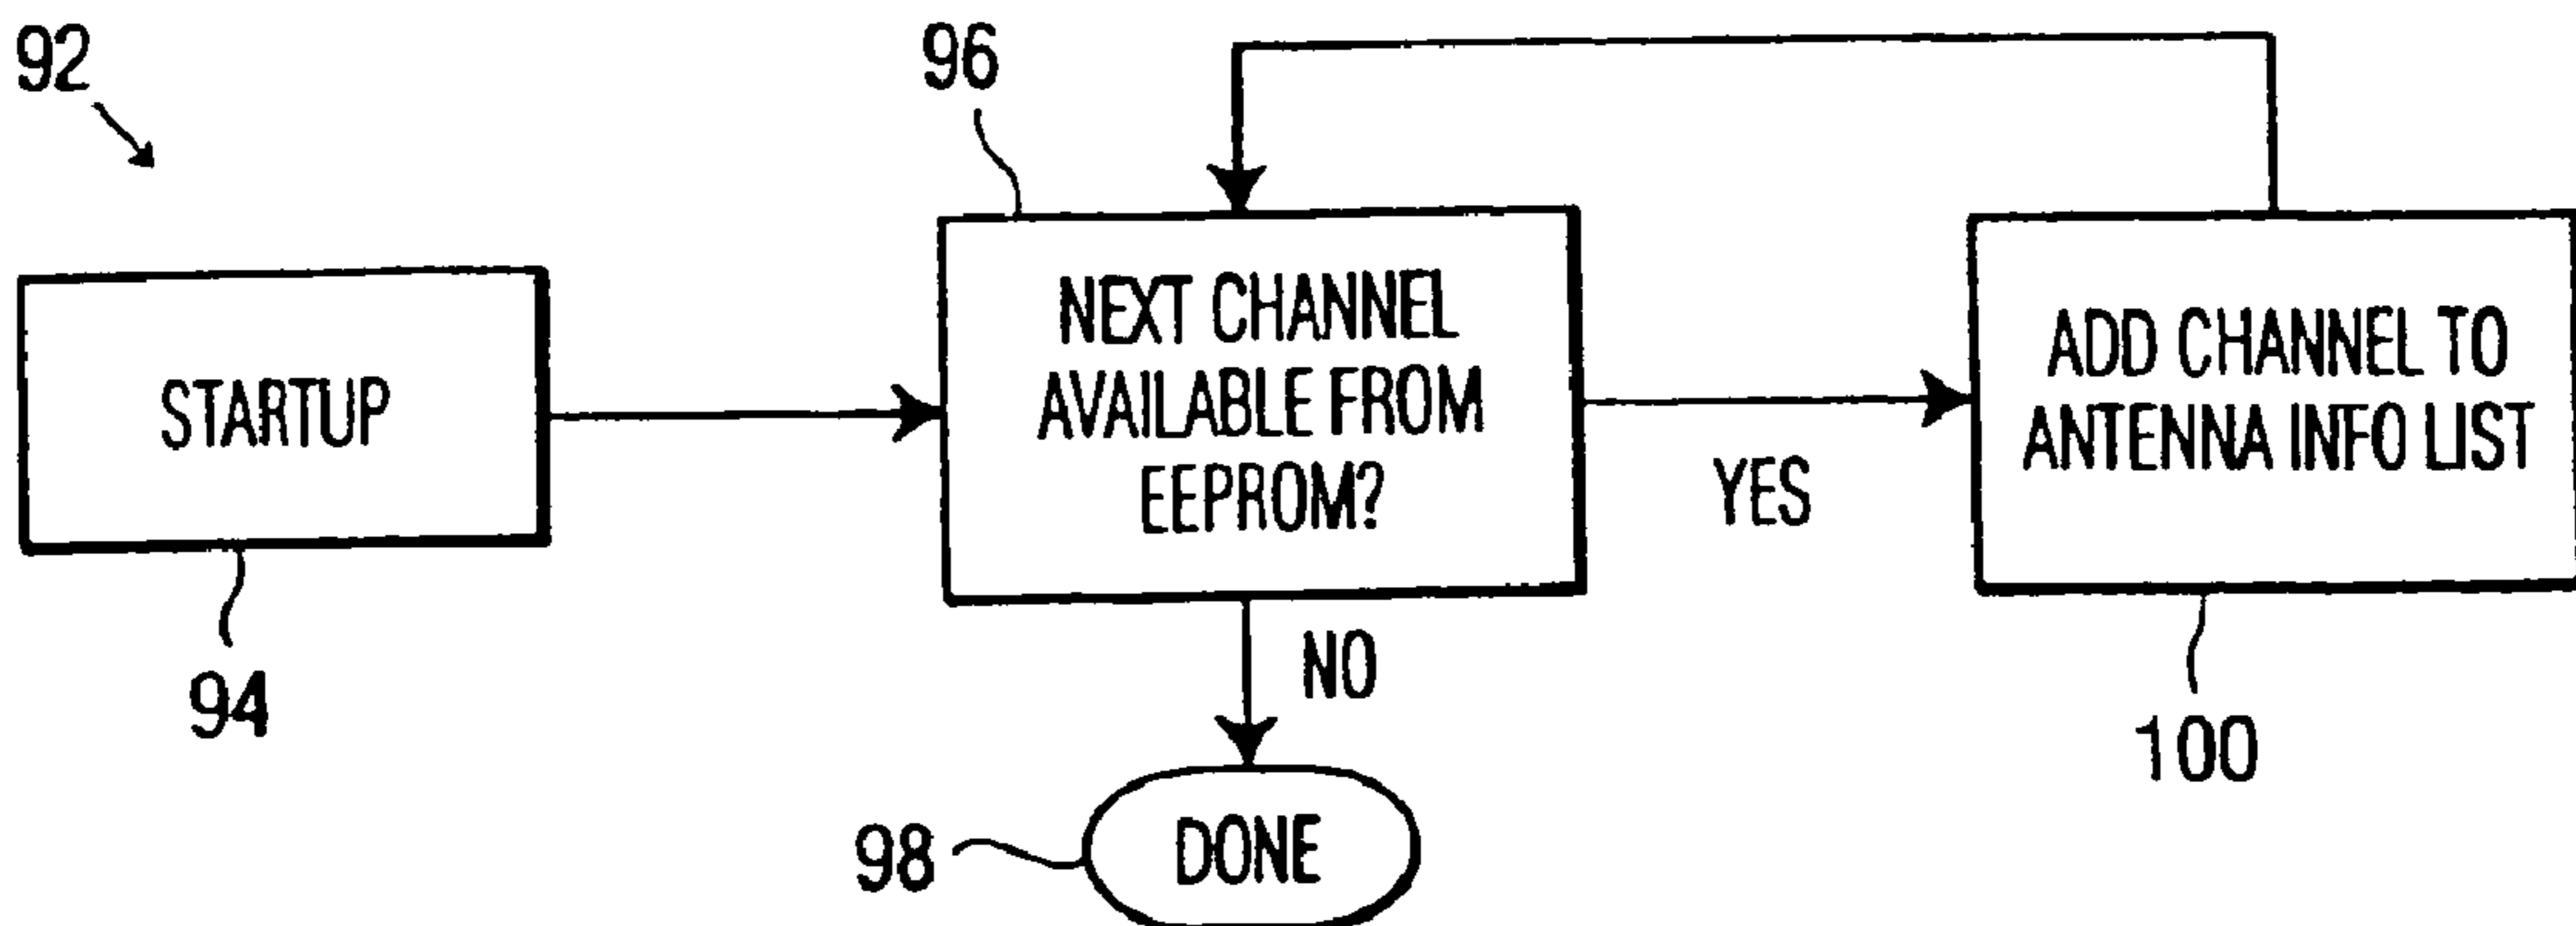 92
96
STARTUP
NEXT CHANNEL
AVAILABLE FROM
EEPROM?
YES
ADD CHANNEL TO
ANTENNA INFO LIST
94
NO
100
98
DONE